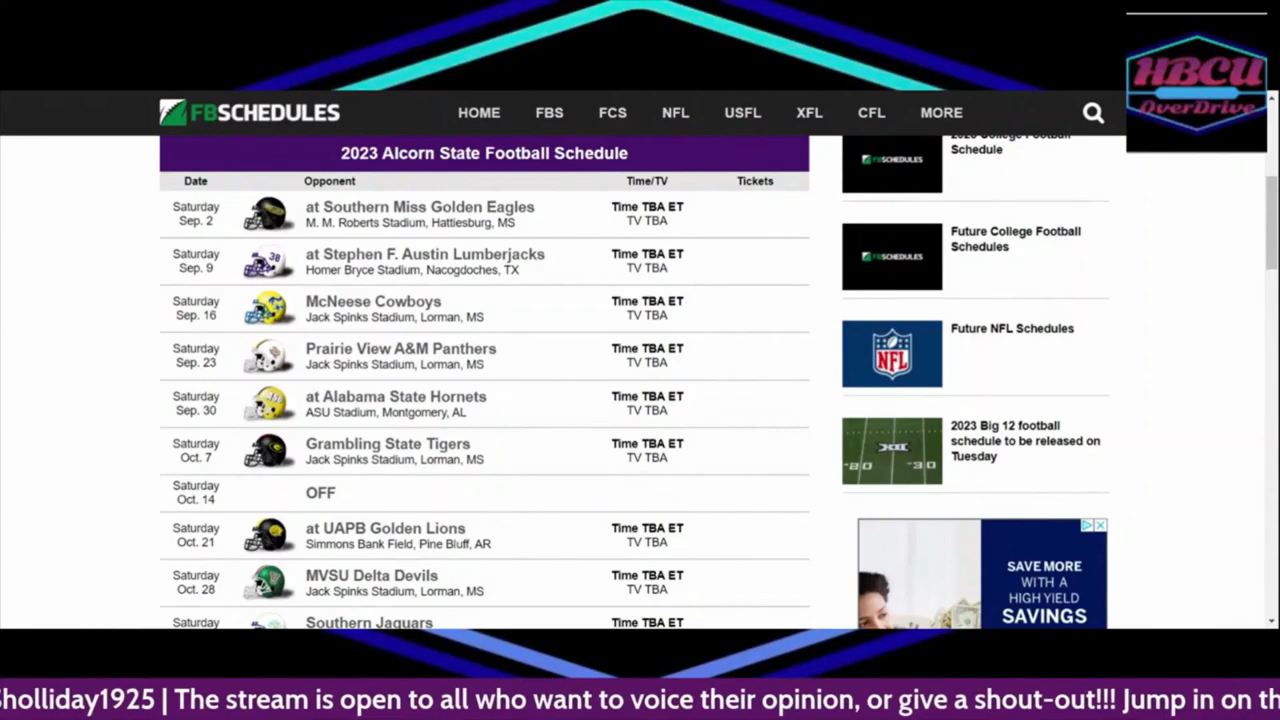 HBCU
OverDrive
FBSCHEDULES
HOME FBS FCS NFL USFL XFL CFL MORE
2023 Alcorn State Football Schedule
Date Opponent Time/TV Tickets
Saturday
Sep. 2
at Southern Miss Golden Eagles
M. M. Roberts Stadium, Hattiesburg, MS
Time TBA ET
TV TBA
Saturday
Sep. 9
at Stephen F. Austin Lumberjacks
Homer Bryce Stadium, Nacogdoches, TX
Time TBA ET
TV TBA
Saturday
Sep. 16
McNeese Cowboys
Jack Spinks Stadium, Lorman, MS
Time TBA ET
TV TBA
Saturday
Sep. 23
Prairie View A&M Panthers
Jack Spinks Stadium, Lorman, MS
Time TBA ET
TV TBA
Saturday
Sep. 30
at Alabama State Hornets
ASU Stadium, Montgomery, AL
Time TBA ET
TV TBA
Saturday
Oct. 7
Grambling State Tigers
Jack Spinks Stadium, Lorman, MS
Time TBA ET
TV TBA
Saturday
Oct. 14
OFF
Saturday
Oct. 21
at UAPB Golden Lions
Simmons Bank Field, Pine Bluff, AR
Time TBA ET
TV TBA
Saturday
Oct. 28
MVSU Delta Devils
Jack Spinks Stadium, Lorman, MS
Time TBA ET
TV TBA
Saturday
Southern Jaguars
Time TBA ET
FBSCHEDULES
College Football
Schedule
FBSCHEDULES
Future College Football
Schedules
NFL
Future NFL Schedules
2023 Big 12 football
schedule to be released on
Tuesday
SAVE MORE
WITH A
HIGH YIELD
SAVINGS
Sholliday1925 | The stream is open to all who want to voice their opinion, or give a shout-out!!! Jump in on th